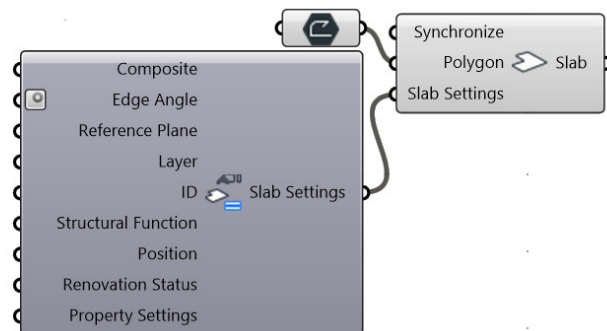 Synchronize
Polygon
Slab
Slab Settings
Composite
Edge Angle
Reference Plane
Layer
ID
Slab Settings
Structural Function
Position
Renovation Status
Property Settings